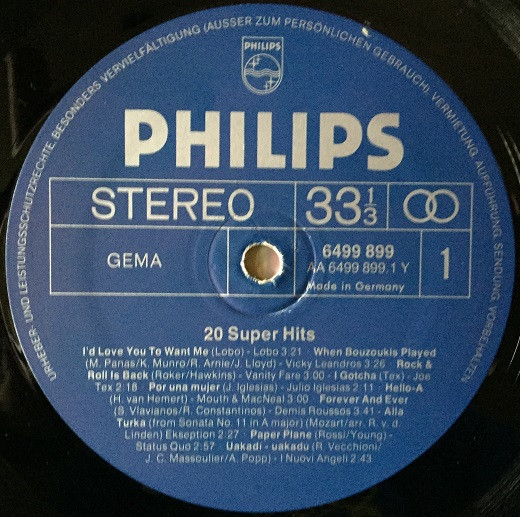 URHEBER- UND LEISTUNGSSCHUTZRECHTE, BESONDERS VERVIELFÄLTIGUNG (AUSSER ZUM PERSÖNLICHEN GEBRAUCH), VERMIETUNG, AUFFÜHRUNG, SENDUNG, VORBEHALTEN
PHILIPS
PHILIPS
STEREO 33 1/3
GEMA
6499 899
AA 6499 899.1 Y
Made in Germany
1
20 Super Hits
I'd Love You To Want Me (Lobo) - Lobo 3:21 - When Bouzoukis Played
(M. Panas/K. Munro/R. Arnie/J. Lloyd) - Vicky Leandros 3:26 - Rock &
Roll Is Back (Roker/Hawkins) - Vanity Fare 3:00 - I Gotcha (Tex) - Joe
Tex 2:18 - Por una mujer (J. Iglesias) - Julio Iglesias 2:11 - Hello-A
(H. van Hemert) - Mouth & MacNeal 3:00 - Forever And Ever
(S. Vlavianos/R. Constantinos) - Demis Roussos 3:41 - Alla
Turka (from Sonata No. 11 in A major) (Mozart/arr. R. v. d.
Linden) Ekseption 2:27 - Paper Plane (Rossi/Young) -
Status Quo 2:57 - Uakadi - uakadu (R. Vecchioni/
J. C. Massoulier/A. Popp) - I Nuovi Angeli 2:43